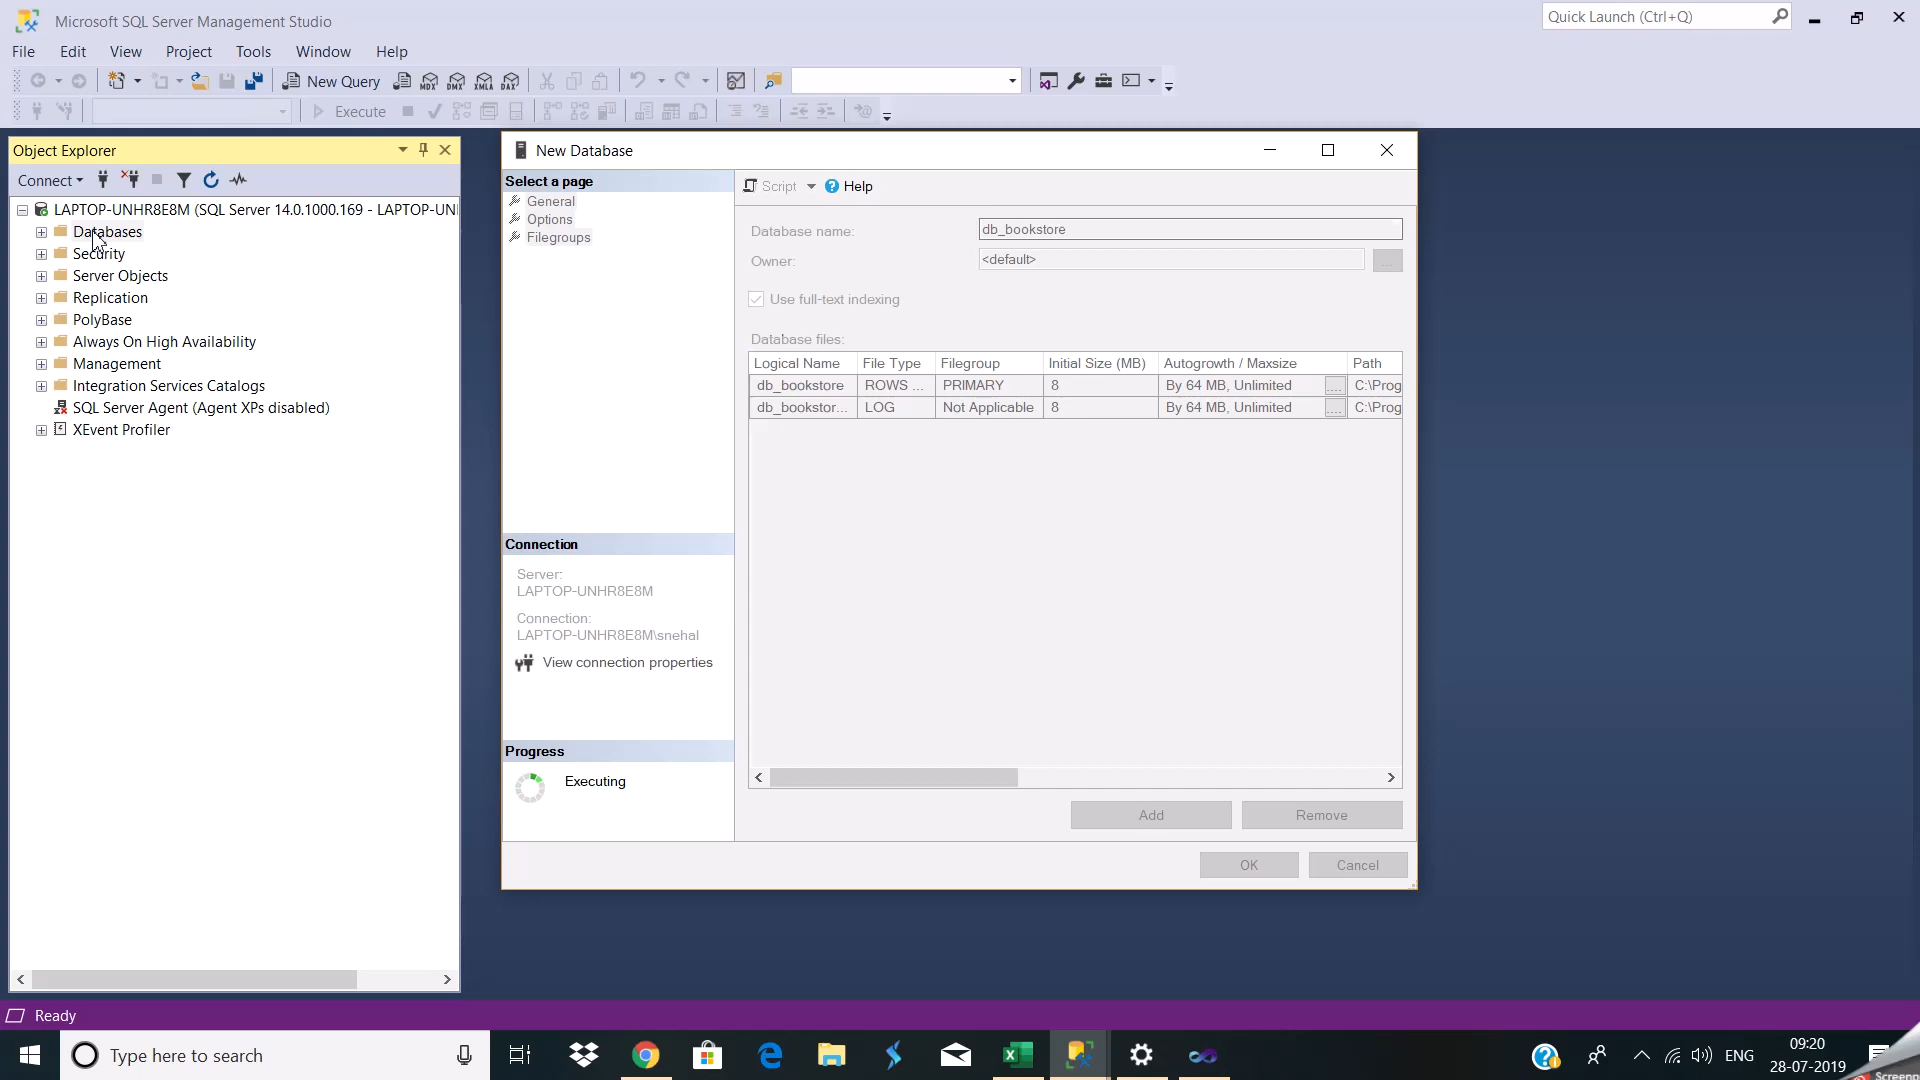 Microsoft SQL Server Management Studio
Quick Launch (Ctrl+Q)
File Edit View Project Tools Window Help
New Query MDX DMX XMLA DAX
Execute
Object Explorer
Connect
LAPTOP-UNHR8E8M (SQL Server 14.0.1000.169 - LAPTOP-UNI
Databases
Security
Server Objects
Replication
PolyBase
Always On High Availability
Management
Integration Services Catalogs
SQL Server Agent (Agent XPs disabled)
XEvent Profiler
New Database
Select a page
General
Options
Filegroups
Connection
Server:
LAPTOP-UNHR8E8M
Connection:
LAPTOP-UNHR8E8M\snehal
View connection properties
Progress
Executing
Script Help
Database name: db_bookstore
Owner: <default> ...
Use full-text indexing
Database files:
Logical Name File Type Filegroup Initial Size (MB) Autogrowth / Maxsize Path
db_bookstore ROWS ... PRIMARY 8 By 64 MB, Unlimited ... C:\Prog
db_bookstor... LOG Not Applicable 8 By 64 MB, Unlimited ... C:\Prog
Add Remove
OK Cancel
Ready
Type here to search
ENG
09:20
28-07-2019